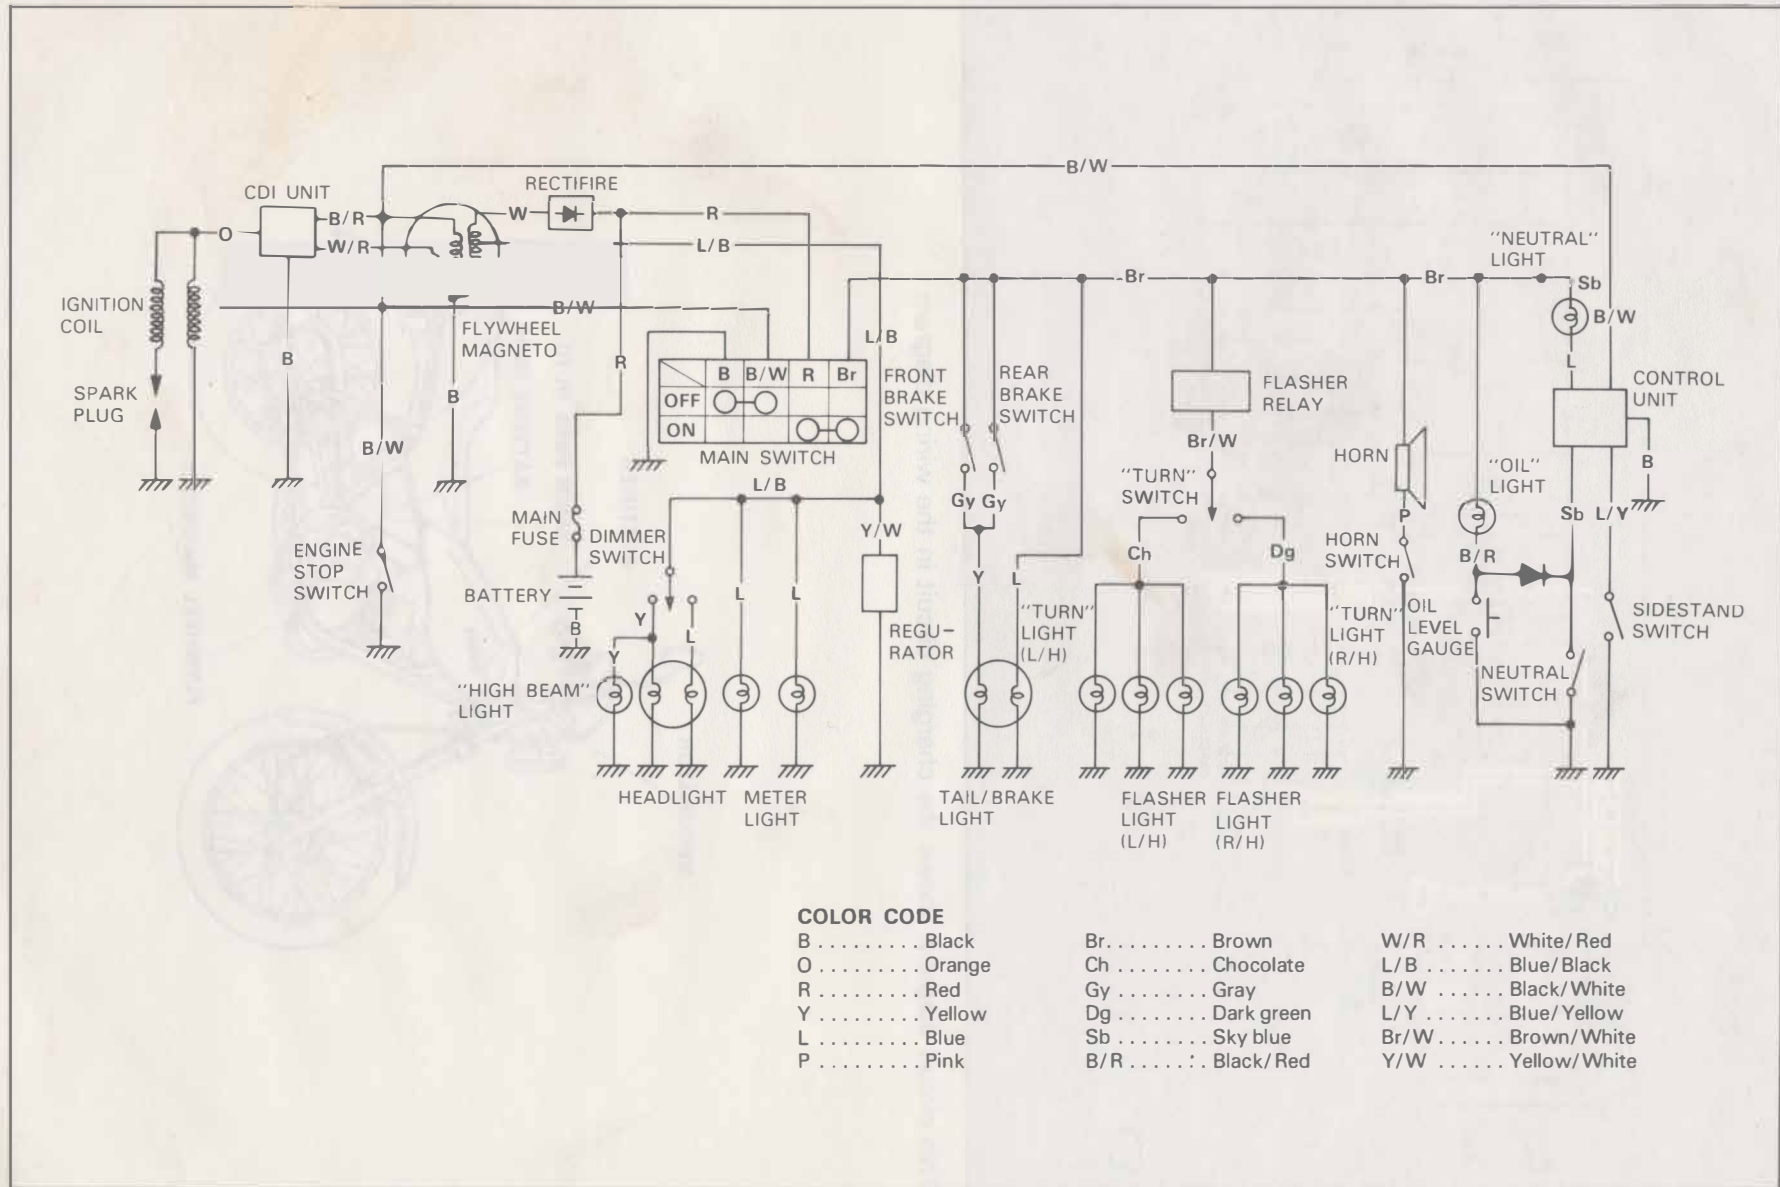 B/W
CDI UNIT
RECTIFIRE
B/R
W
R
O
W/R
L/B
"NEUTRAL"
LIGHT
Br
Br
Sb
IGNITION
COIL
B/W
B/W
FLYWHEEL
MAGNETO
L/B
B
R
L
SPARK
PLUG
B
B B/W R Br
OFF
ON
MAIN SWITCH
FRONT
BRAKE
SWITCH
REAR
BRAKE
SWITCH
FLASHER
RELAY
CONTROL
UNIT
B/W
Br/W
HORN
"OIL"
LIGHT
B
L/B
"TURN"
SWITCH
Gy Gy
P
Sb L/Y
MAIN
FUSE
DIMMER
SWITCH
Y/W
Ch
Dg
HORN
SWITCH
B/R
ENGINE
STOP
SWITCH
BATTERY
B
Y
L
L
L
Y
L
Y
REGU-
RATOR
"TURN"
LIGHT
(L/H)
"TURN"
LIGHT
(R/H)
OIL
LEVEL
GAUGE
SIDESTAND
SWITCH
NEUTRAL
SWITCH
"HIGH BEAM"
LIGHT
HEADLIGHT
METER
LIGHT
TAIL/BRAKE
LIGHT
FLASHER
LIGHT
(L/H)
FLASHER
LIGHT
(R/H)
COLOR CODE
B ......... Black
O ......... Orange
R ......... Red
Y ......... Yellow
L ......... Blue
P ......... Pink
Br......... Brown
Ch ........ Chocolate
Gy ........ Gray
Dg ........ Dark green
Sb ........ Sky blue
B/R ....... Black/Red
W/R ...... White/Red
L/B ....... Blue/Black
B/W ...... Black/White
L/Y ....... Blue/Yellow
Br/W ...... Brown/White
Y/W ...... Yellow/White